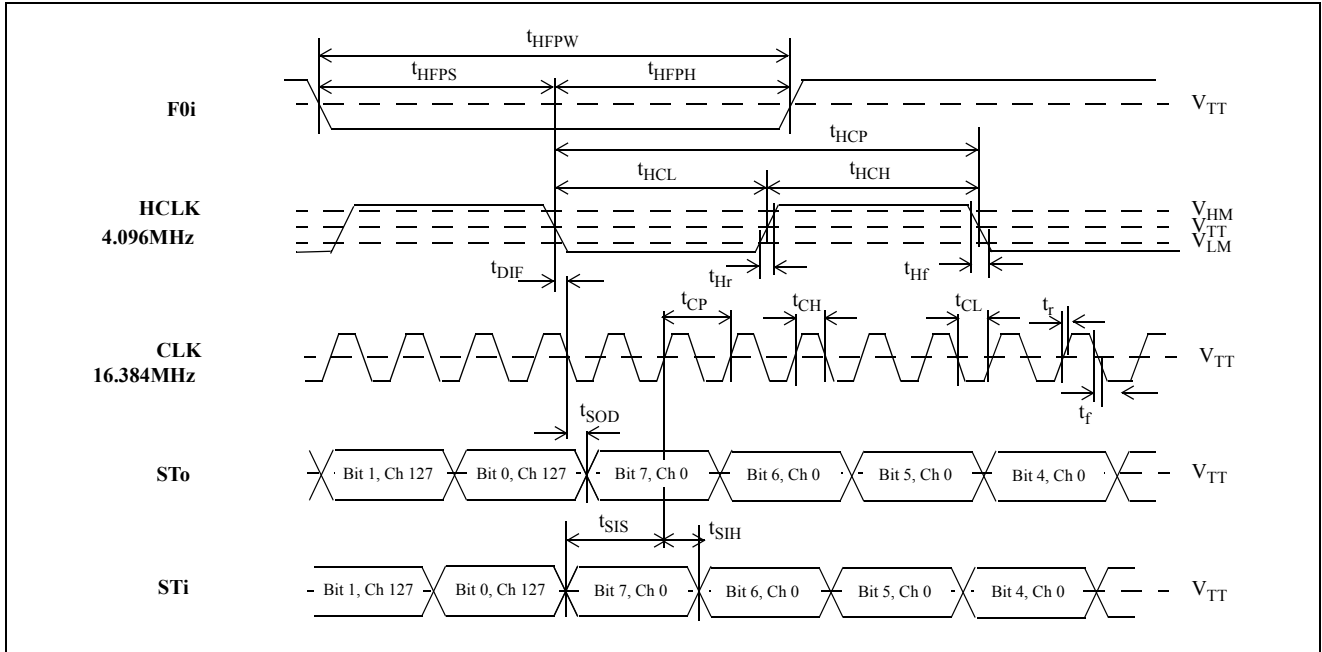 tHFPW
tHFPS tHFPH
F0i VTT
tHCP
tHCL tHCH
HCLK VHM
4.096MHz VTT
VLM
tDIF tHr tHf
tCP tCH tCL tr
CLK VTT
16.384MHz
tf
tSOD
STo Bit 1, Ch 127 Bit 0, Ch 127 Bit 7, Ch 0 Bit 6, Ch 0 Bit 5, Ch 0 Bit 4, Ch 0 VTT
tSIS tSIH
STi Bit 1, Ch 127 Bit 0, Ch 127 Bit 7, Ch 0 Bit 6, Ch 0 Bit 5, Ch 0 Bit 4, Ch 0 VTT